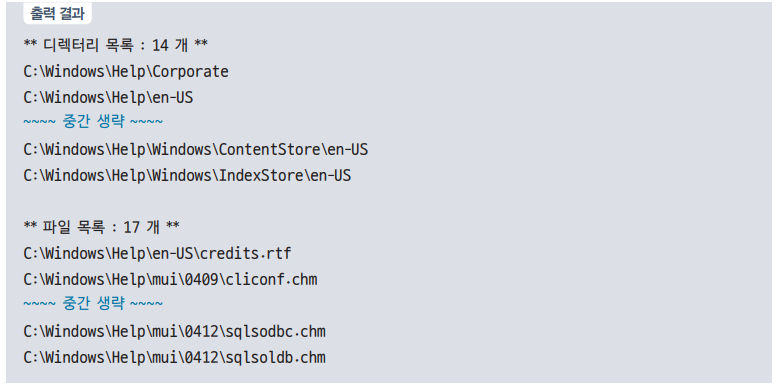 출력 결과
** 디렉터리 목록 : 14 개 **
C:\Windows\Help\Corporate
C:\Windows\Help\en-US
~~~~ 중간 생략 ~~~~
C:\Windows\Help\Windows\ContentStore\en-US
C:\Windows\Help\Windows\IndexStore\en-US
** 파일 목록 : 17 개 **
C:\Windows\Help\en-US\credits.rtf
C:\Windows\Help\mui\0409\cliconf.chm
~~~~ 중간 생략 ~~~~
C:\Windows\Help\mui\0412\sqlsodbc.chm
C:\Windows\Help\mui\0412\sqlsoldb.chm